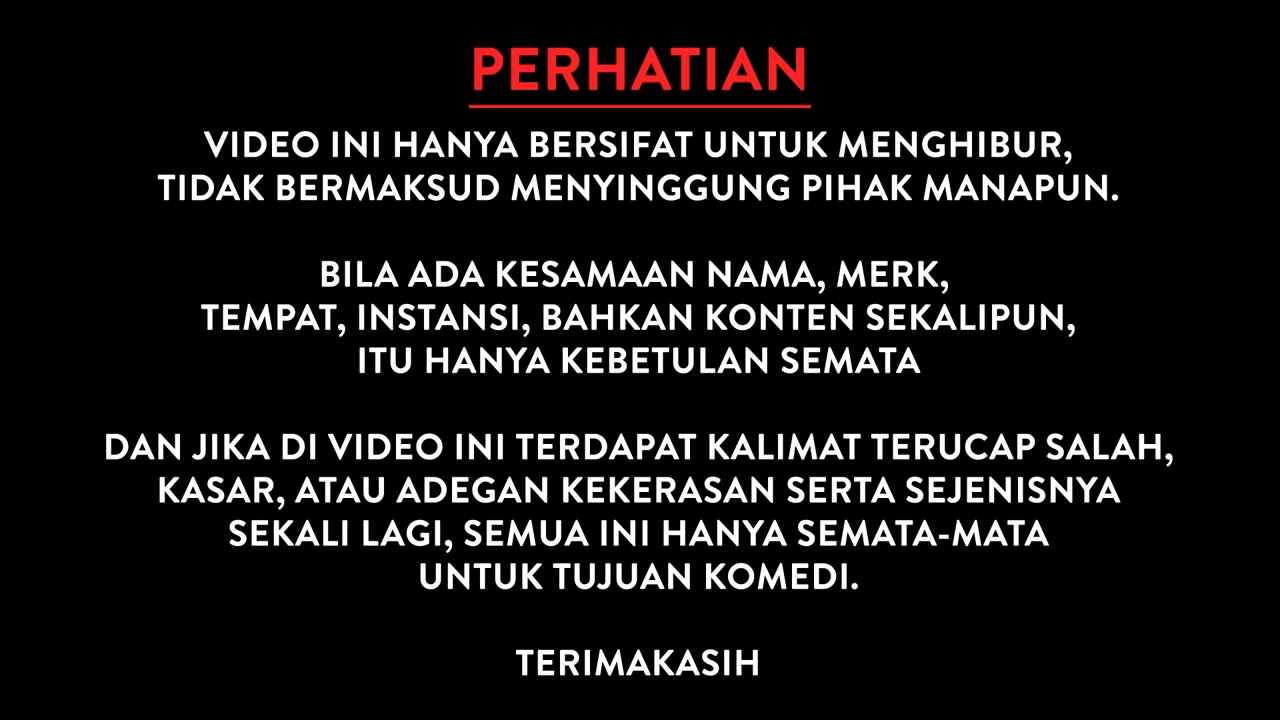 PERHATIAN
VIDEO INI HANYA BERSIFAT UNTUK MENGHIBUR,
TIDAK BERMAKSUD MENYINGGUNG PIHAK MANAPUN.
BILA ADA KESAMAAN NAMA, MERK,
TEMPAT, INSTANSI, BAHKAN KONTEN SEKALIPUN,
ITU HANYA KEBETULAN SEMATA
DAN JIKA DI VIDEO INI TERDAPAT KALIMAT TERUCAP SALAH,
KASAR, ATAU ADEGAN KEKERASAN SERTA SEJENISNYA
SEKALI LAGI, SEMUA INI HANYA SEMATA-MATA
UNTUK TUJUAN KOMEDI.
TERIMAKASIH